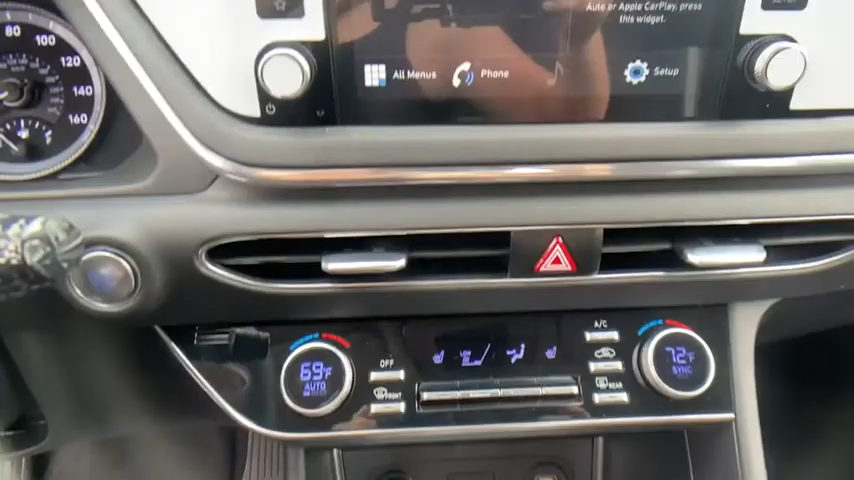 80
100
120
140
160
Auto or Apple CarPlay, press
this widget.
All Menus
Phone
Setup
69°F
AUTO
OFF
FRONT
LOW
A/C
REAR
72°F
SYNC